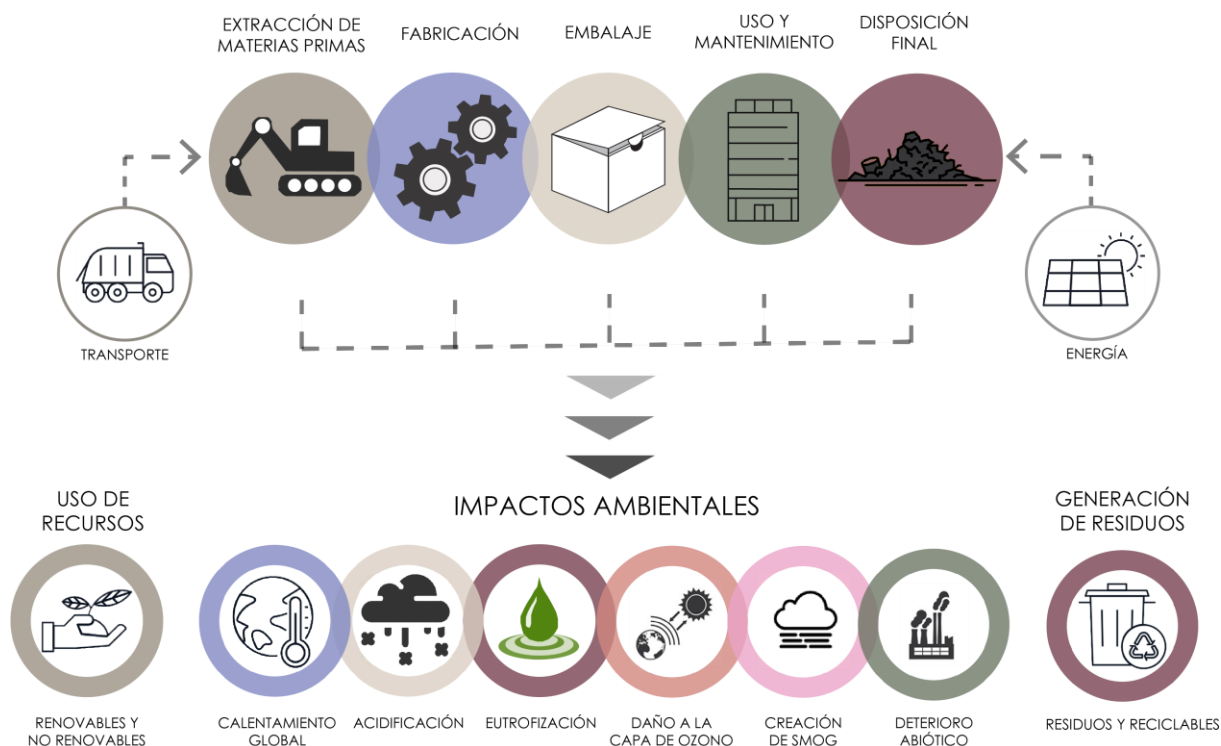 EXTRACCIÓN DE
MATERIAS PRIMAS
FABRICACIÓN
EMBALAJE
USO Y
MANTENIMIENTO
DISPOSICIÓN
FINAL
TRANSPORTE
ENERGÍA
USO DE
RECURSOS
IMPACTOS AMBIENTALES
GENERACIÓN
DE RESIDUOS
RENOVABLES Y
NO RENOVABLES
CALENTAMIENTO
GLOBAL
ACIDIFICACIÓN
EUTROFIZACIÓN
DAÑO A LA
CAPA DE OZONO
CREACIÓN
DE SMOG
DETERIORO
ABIÓTICO
RESIDUOS Y RECICLABLES